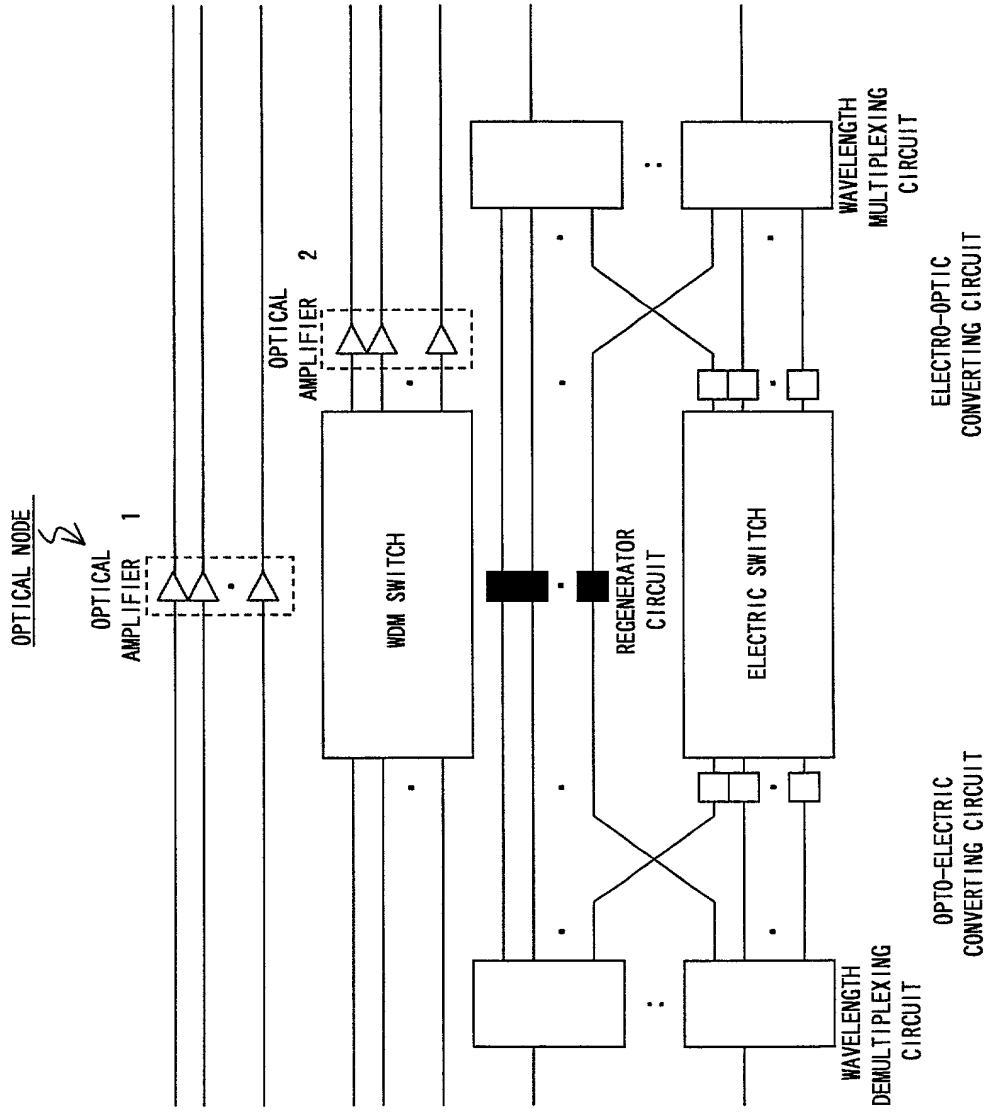 OPTICAL NODE
OPTICAL
AMPLIFIER 1
OPTICAL
AMPLIFIER 2
WDM SWITCH
REGENERATOR
CIRCUIT
ELECTRIC SWITCH
WAVELENGTH
DEMULTIPLEXING
CIRCUIT
OPTO-ELECTRIC
CONVERTING CIRCUIT
ELECTRO-OPTIC
CONVERTING CIRCUIT
WAVELENGTH
MULTIPLEXING
CIRCUIT